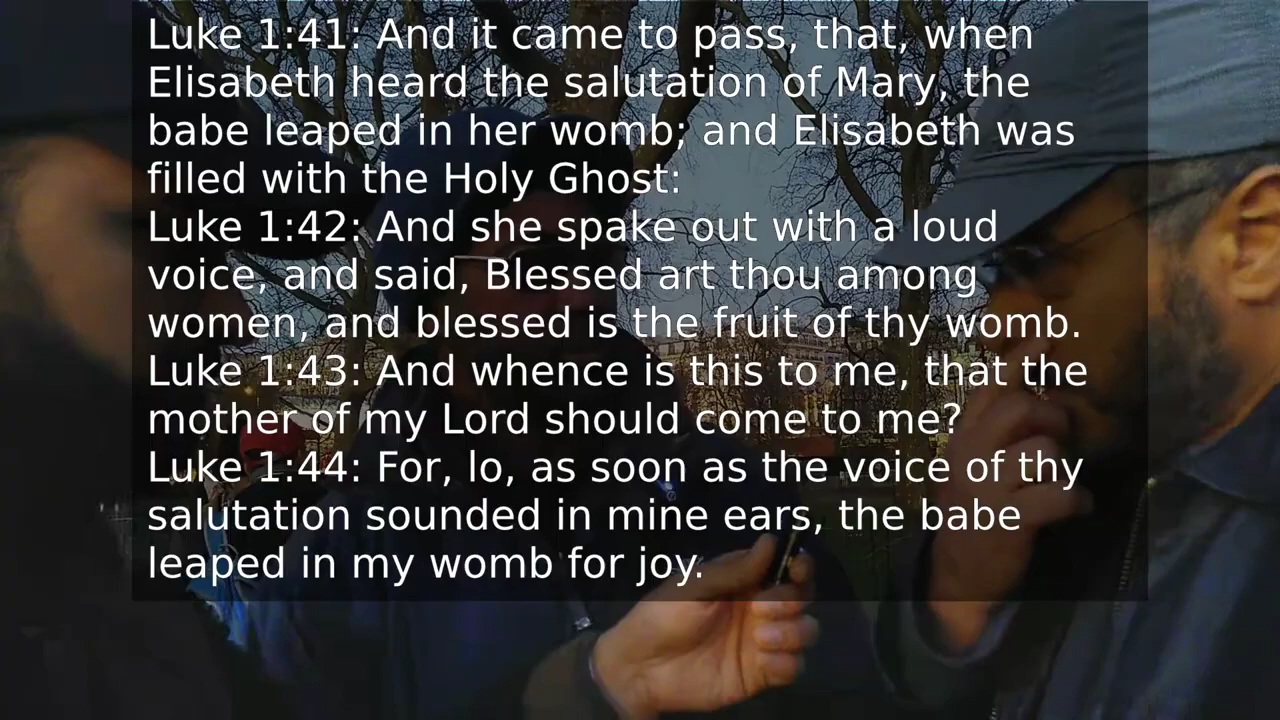 Luke 1:41: And it came to pass, that, when
Elisabeth heard the salutation of Mary, the
babe leaped in her womb; and Elisabeth was
filled with the Holy Ghost:
Luke 1:42: And she spake out with a loud
voice, and said, Blessed art thou among
women, and blessed is the fruit of thy womb.
Luke 1:43: And whence is this to me, that the
mother of my Lord should come to me?
Luke 1:44: For, lo, as soon as the voice of thy
salutation sounded in mine ears, the babe
leaped in my womb for joy.